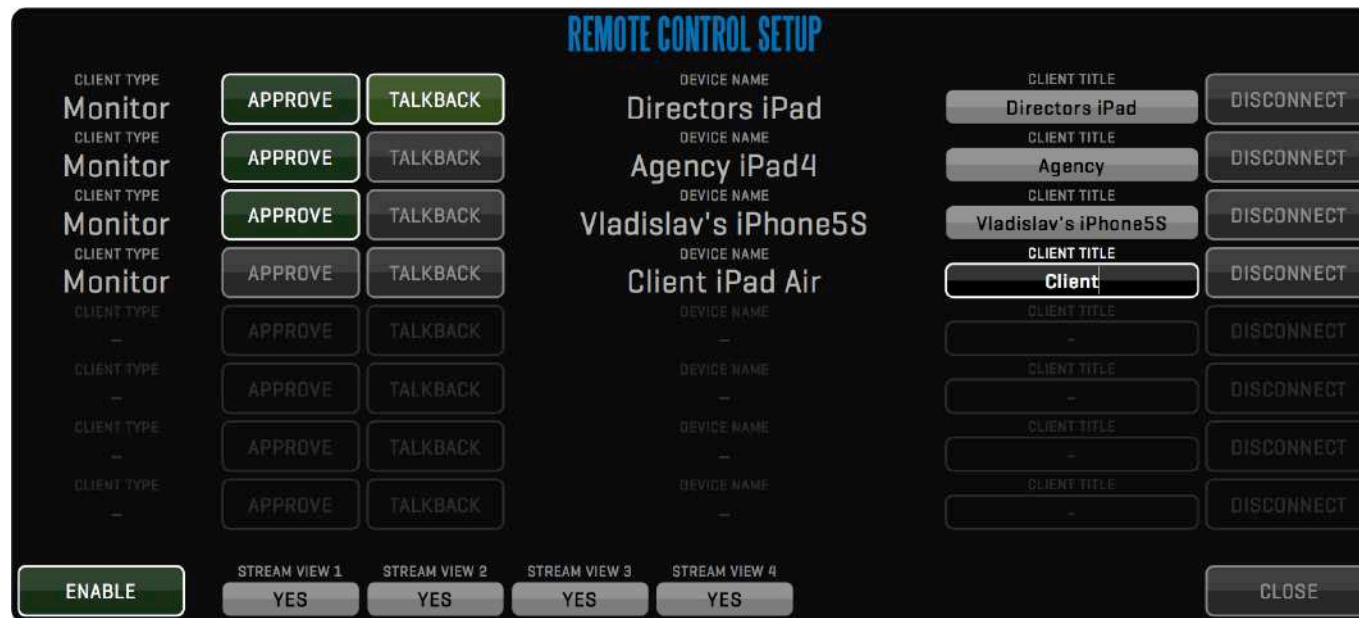 REMOTE CONTROL SETUP
CLIENT TYPE DEVICE NAME CLIENT TITLE
Monitor APPROVE TALKBACK Directors iPad Directors iPad DISCONNECT
CLIENT TYPE DEVICE NAME CLIENT TITLE
Monitor APPROVE TALKBACK Agency iPad4 Agency DISCONNECT
CLIENT TYPE DEVICE NAME CLIENT TITLE
Monitor APPROVE TALKBACK Vladislav's iPhone5S Vladislav's iPhone5S DISCONNECT
CLIENT TYPE DEVICE NAME CLIENT TITLE
Monitor APPROVE TALKBACK Client iPad Air Client DISCONNECT
CLIENT TYPE DEVICE NAME CLIENT TITLE
– APPROVE TALKBACK – - DISCONNECT
CLIENT TYPE DEVICE NAME CLIENT TITLE
– APPROVE TALKBACK – - DISCONNECT
CLIENT TYPE DEVICE NAME CLIENT TITLE
– APPROVE TALKBACK – - DISCONNECT
CLIENT TYPE DEVICE NAME CLIENT TITLE
– APPROVE TALKBACK – - DISCONNECT
STREAM VIEW 1 STREAM VIEW 2 STREAM VIEW 3 STREAM VIEW 4
ENABLE YES YES YES YES CLOSE